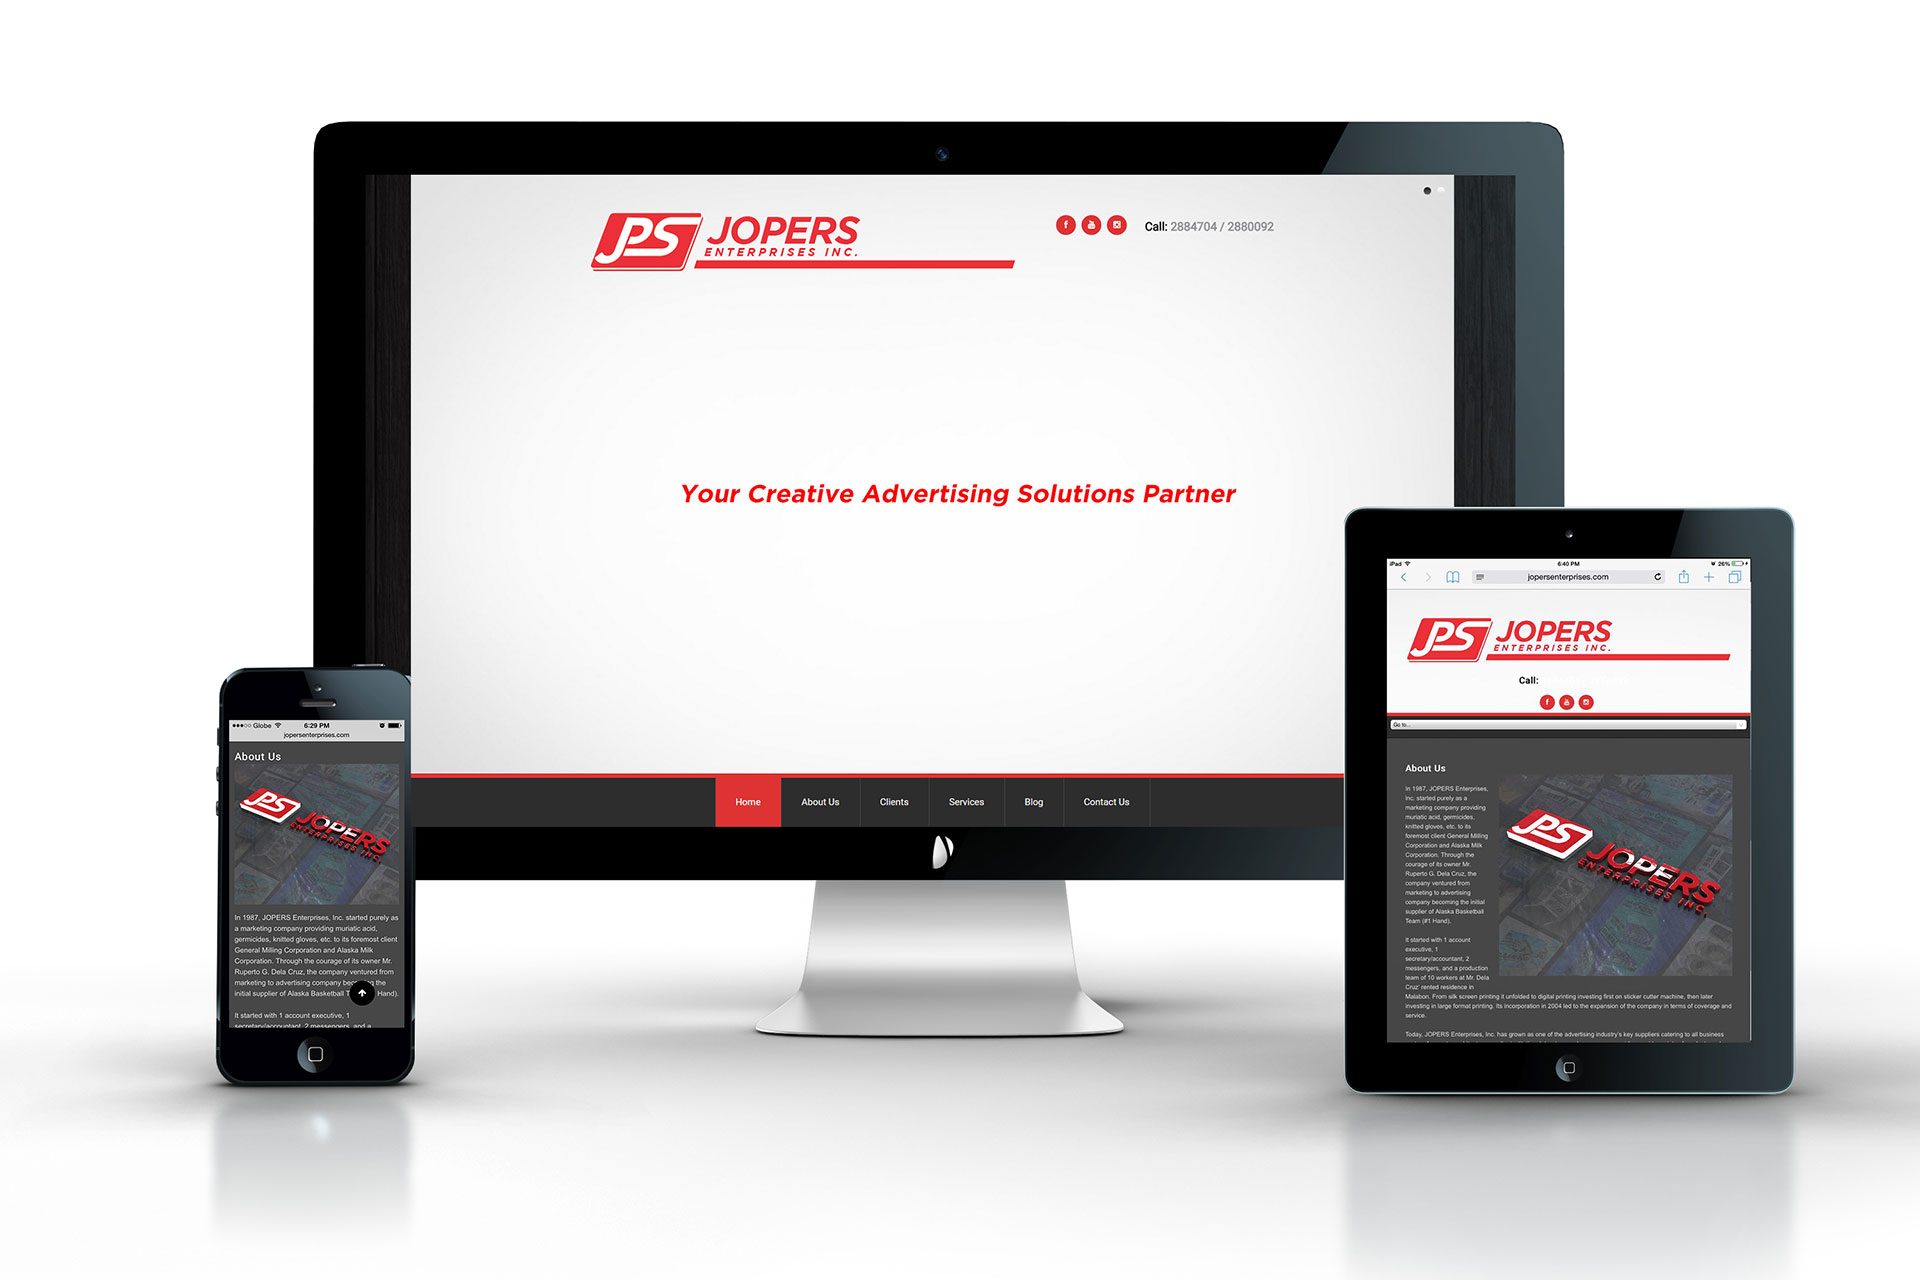 JPS JOPERS
ENTERPRISES INC.
Call: 2884704 / 2880092
Your Creative Advertising Solutions Partner
Home About Us Clients Services Blog Contact Us
Globe 6:29 PM
jopersenterprises.com
About Us
JPS JOPERS
ENTERPRISES INC.
In 1987, JOPERS Enterprises, Inc. started purely as
a marketing company providing muriatic acid,
germicides, knitted gloves, etc. to its foremost client
General Milling Corporation and Alaska Milk
Corporation. Through the courage of its owner Mr.
Ruperto G. Dela Cruz, the company ventured from
marketing to advertising company the
initial supplier of Alaska Basketball Hand).
It started with 1 account executive, 1
secretary/accountant, 2 messengers, and a
iPad 6:40 PM 26%
jopersenterprises.com
JPS JOPERS
ENTERPRISES INC.
Call:
Go to...
About Us
In 1987, JOPERS Enterprises,
Inc. started purely as a
marketing company providing
muriatic acid, germicides,
knitted gloves, etc. to its
foremost client General Milling
Corporation and Alaska Milk
Corporation. Through the
courage of its owner Mr.
Ruperto G. Dela Cruz, the
company ventured from
marketing to advertising
company becoming the initial
supplier of Alaska Basketball
Team (#1 Hand).
JPS JOPERS
ENTERPRISES INC.
It started with 1 account
executive, 1
secretary/accountant, 2
messengers, and a production
team of 10 workers at Mr. Dela
Cruz' rented residence in
Malabon. From silk screen printing it unfolded to digital printing investing first on sticker cutter machine, then later
investing in large format printing. Its incorporation in 2004 led to the expansion of the company in terms of coverage and
service.
Today, JOPERS Enterprises, Inc. has grown as one of the advertising industry's key suppliers catering to all business